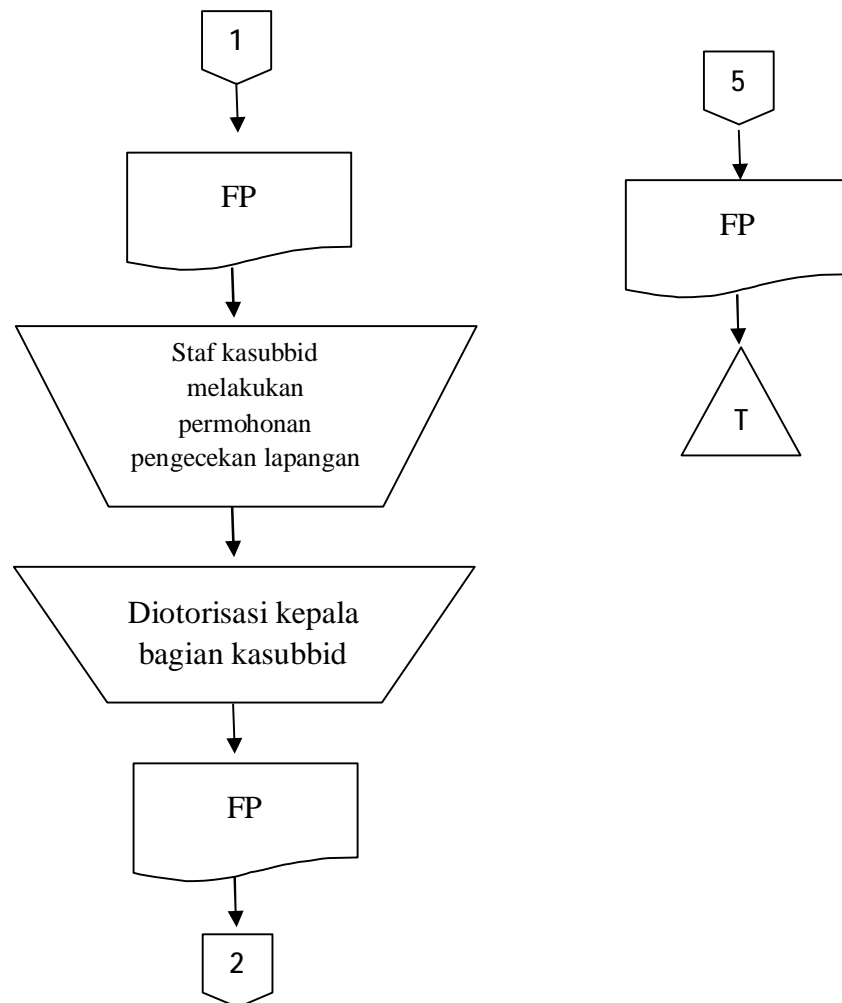 1
FP
Staf kasubbid
melakukan
permohonan
pengecekan lapangan
Diotorisasi kepala
bagian kasubbid
FP
2
5
FP
T